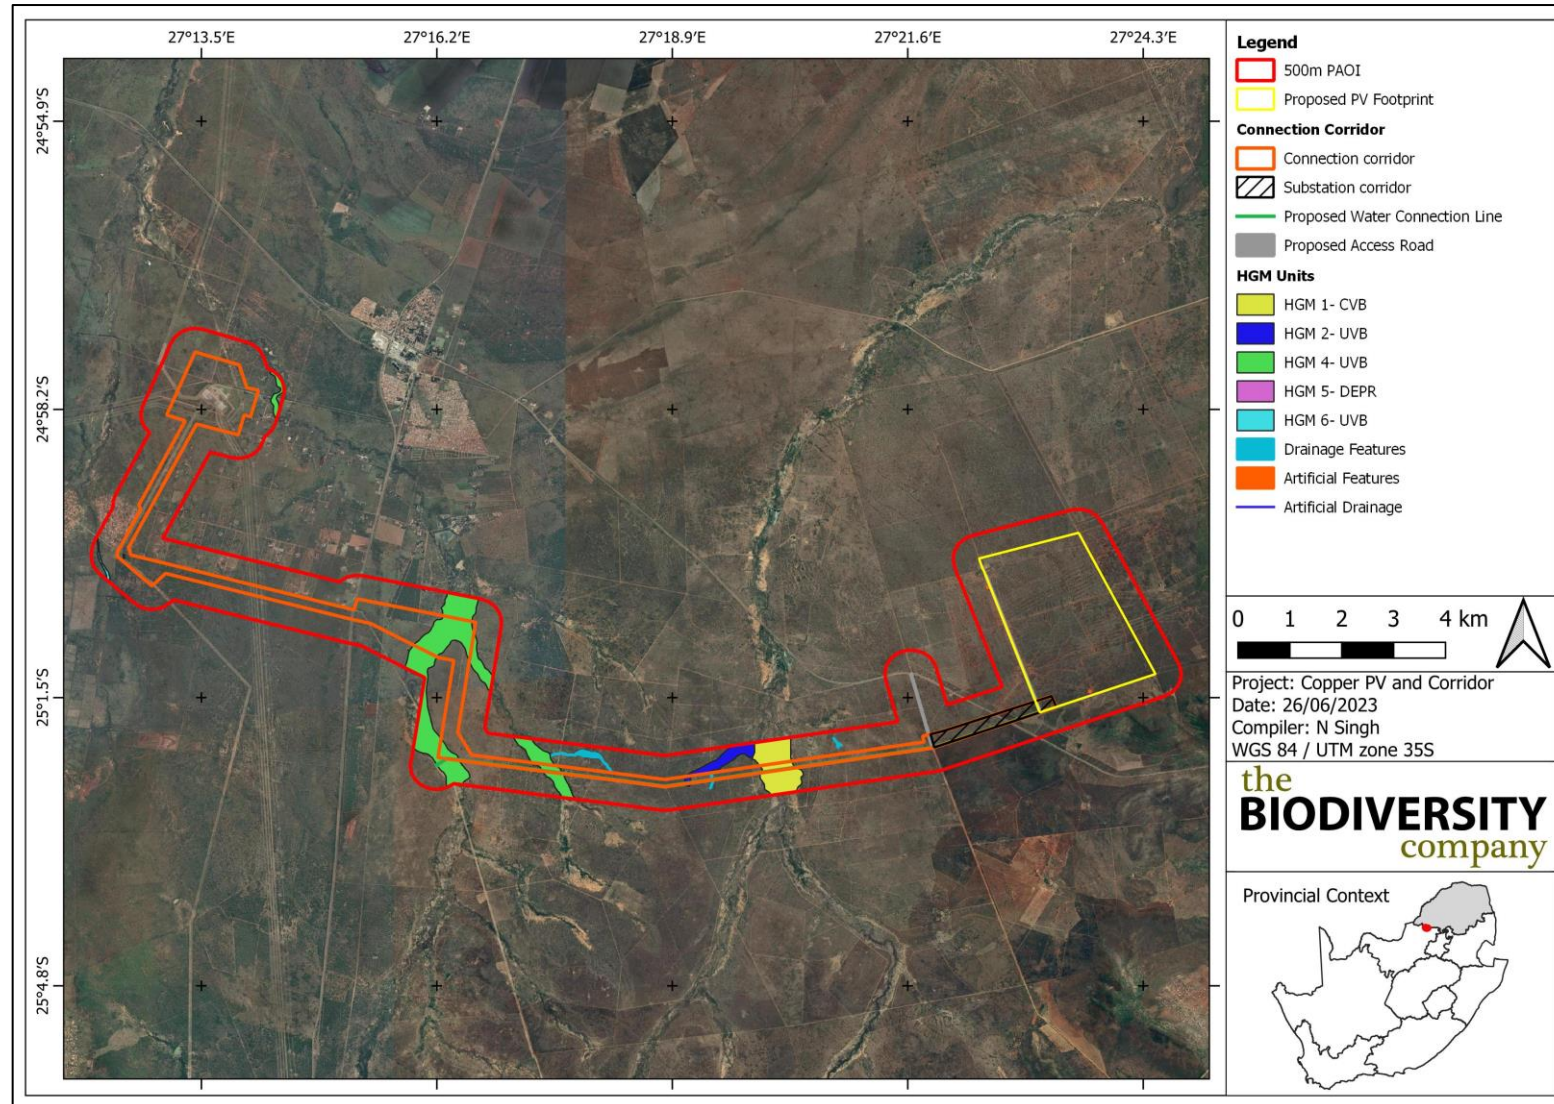 27°13.5′E 27°16.2′E 27°18.9′E 27°21.6′E 27°24.3′E
24°54.9′S
24°58.2′S
25°1.5′S
25°4.8′S
Legend
500m PAOI
Proposed PV Footprint
Connection Corridor
Connection corridor
Substation corridor
Proposed Water Connection Line
Proposed Access Road
HGM Units
HGM 1- CVB
HGM 2- UVB
HGM 4- UVB
HGM 5- DEPR
HGM 6- UVB
Drainage Features
Artificial Features
Artificial Drainage
0 1 2 3 4 km
Project: Copper PV and Corridor
Date: 26/06/2023
Compiler: N Singh
WGS 84 / UTM zone 35S
the
BIODIVERSITY
company
Provincial Context